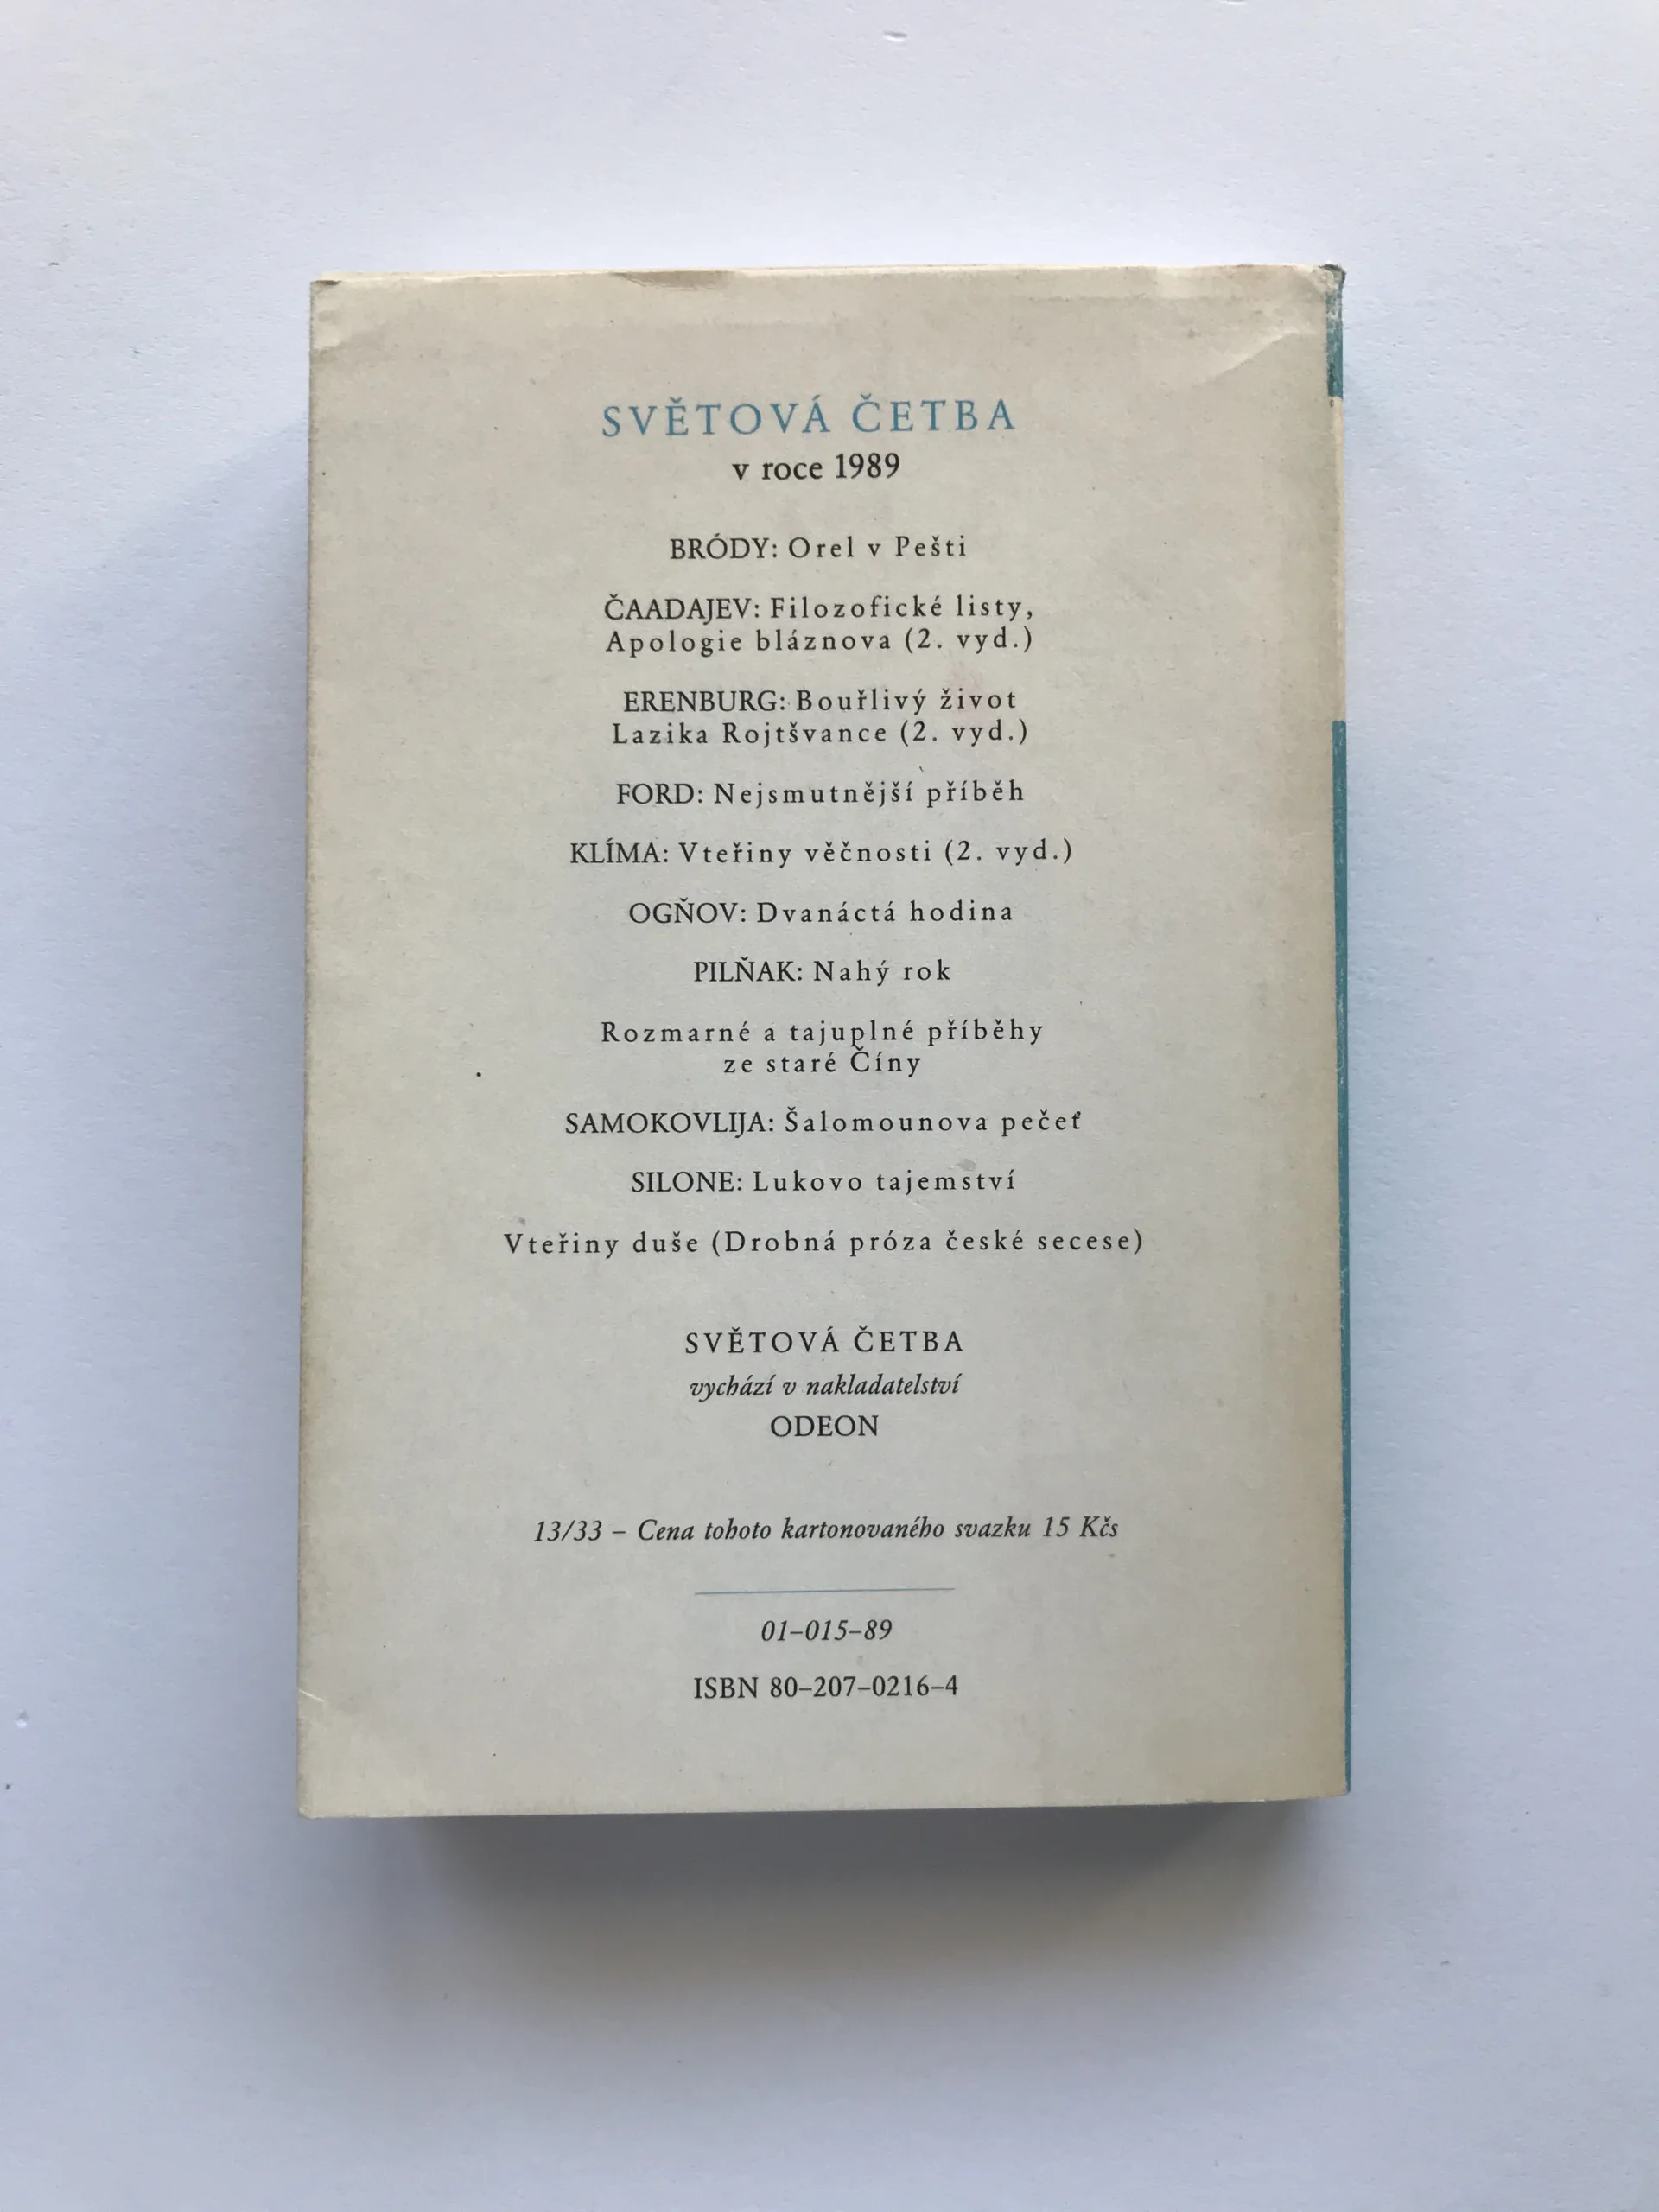 SVĚTOVÁ ČETBA
v roce 1989
BRÓDY: Orel v Pešti
ČAADAJEV: Filozofické listy,
Apologie bláznova (2. vyd.)
ERENBURG: Bouřlivý život
Lazika Rojtšvance (2. vyd.)
FORD: Nejsmutnější příběh
KLÍMA: Vteřiny věčnosti (2. vyd.)
OGŇOV: Dvanáctá hodina
PILŇAK: Nahý rok
Rozmarné a tajuplné příběhy
ze staré Číny
SAMOKOVLIJA: Šalomounova pečeť
SILONE: Lukovo tajemství
Vteřiny duše (Drobná próza české secese)
SVĚTOVÁ ČETBA
vychází v nakladatelství
ODEON
13/33 – Cena tohoto kartonovaného svazku 15 Kčs
01–015–89
ISBN 80–207–0216–4